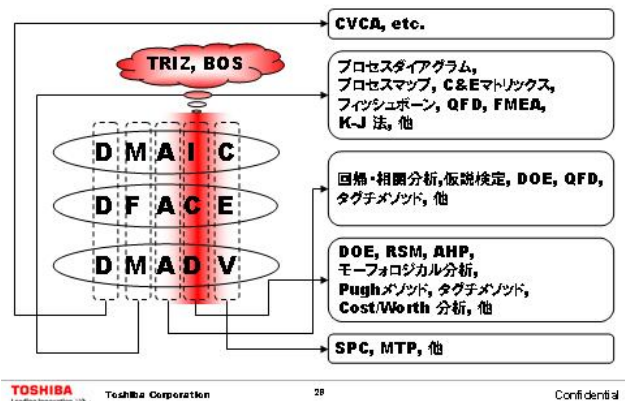 CVCA, etc.
TRIZ, BOS
プロセスダイアグラム,
プロセスマップ, C&Eマトリックス,
フィッシュボーン, QFD, FMEA,
K-J 法, 他
D M A I C
D F A C E
D M A D V
回帰・相関分析,仮説検定, DOE, QFD,
タグチメソッド, 他
DOE, RSM, AHP,
モーフォロジカル分析,
Pughメソッド, タグチメソッド,
Cost/Worth 分析, 他
SPC, MTP, 他
TOSHIBA
Leading Innovation >>>
Toshiba Corporation
Confidential